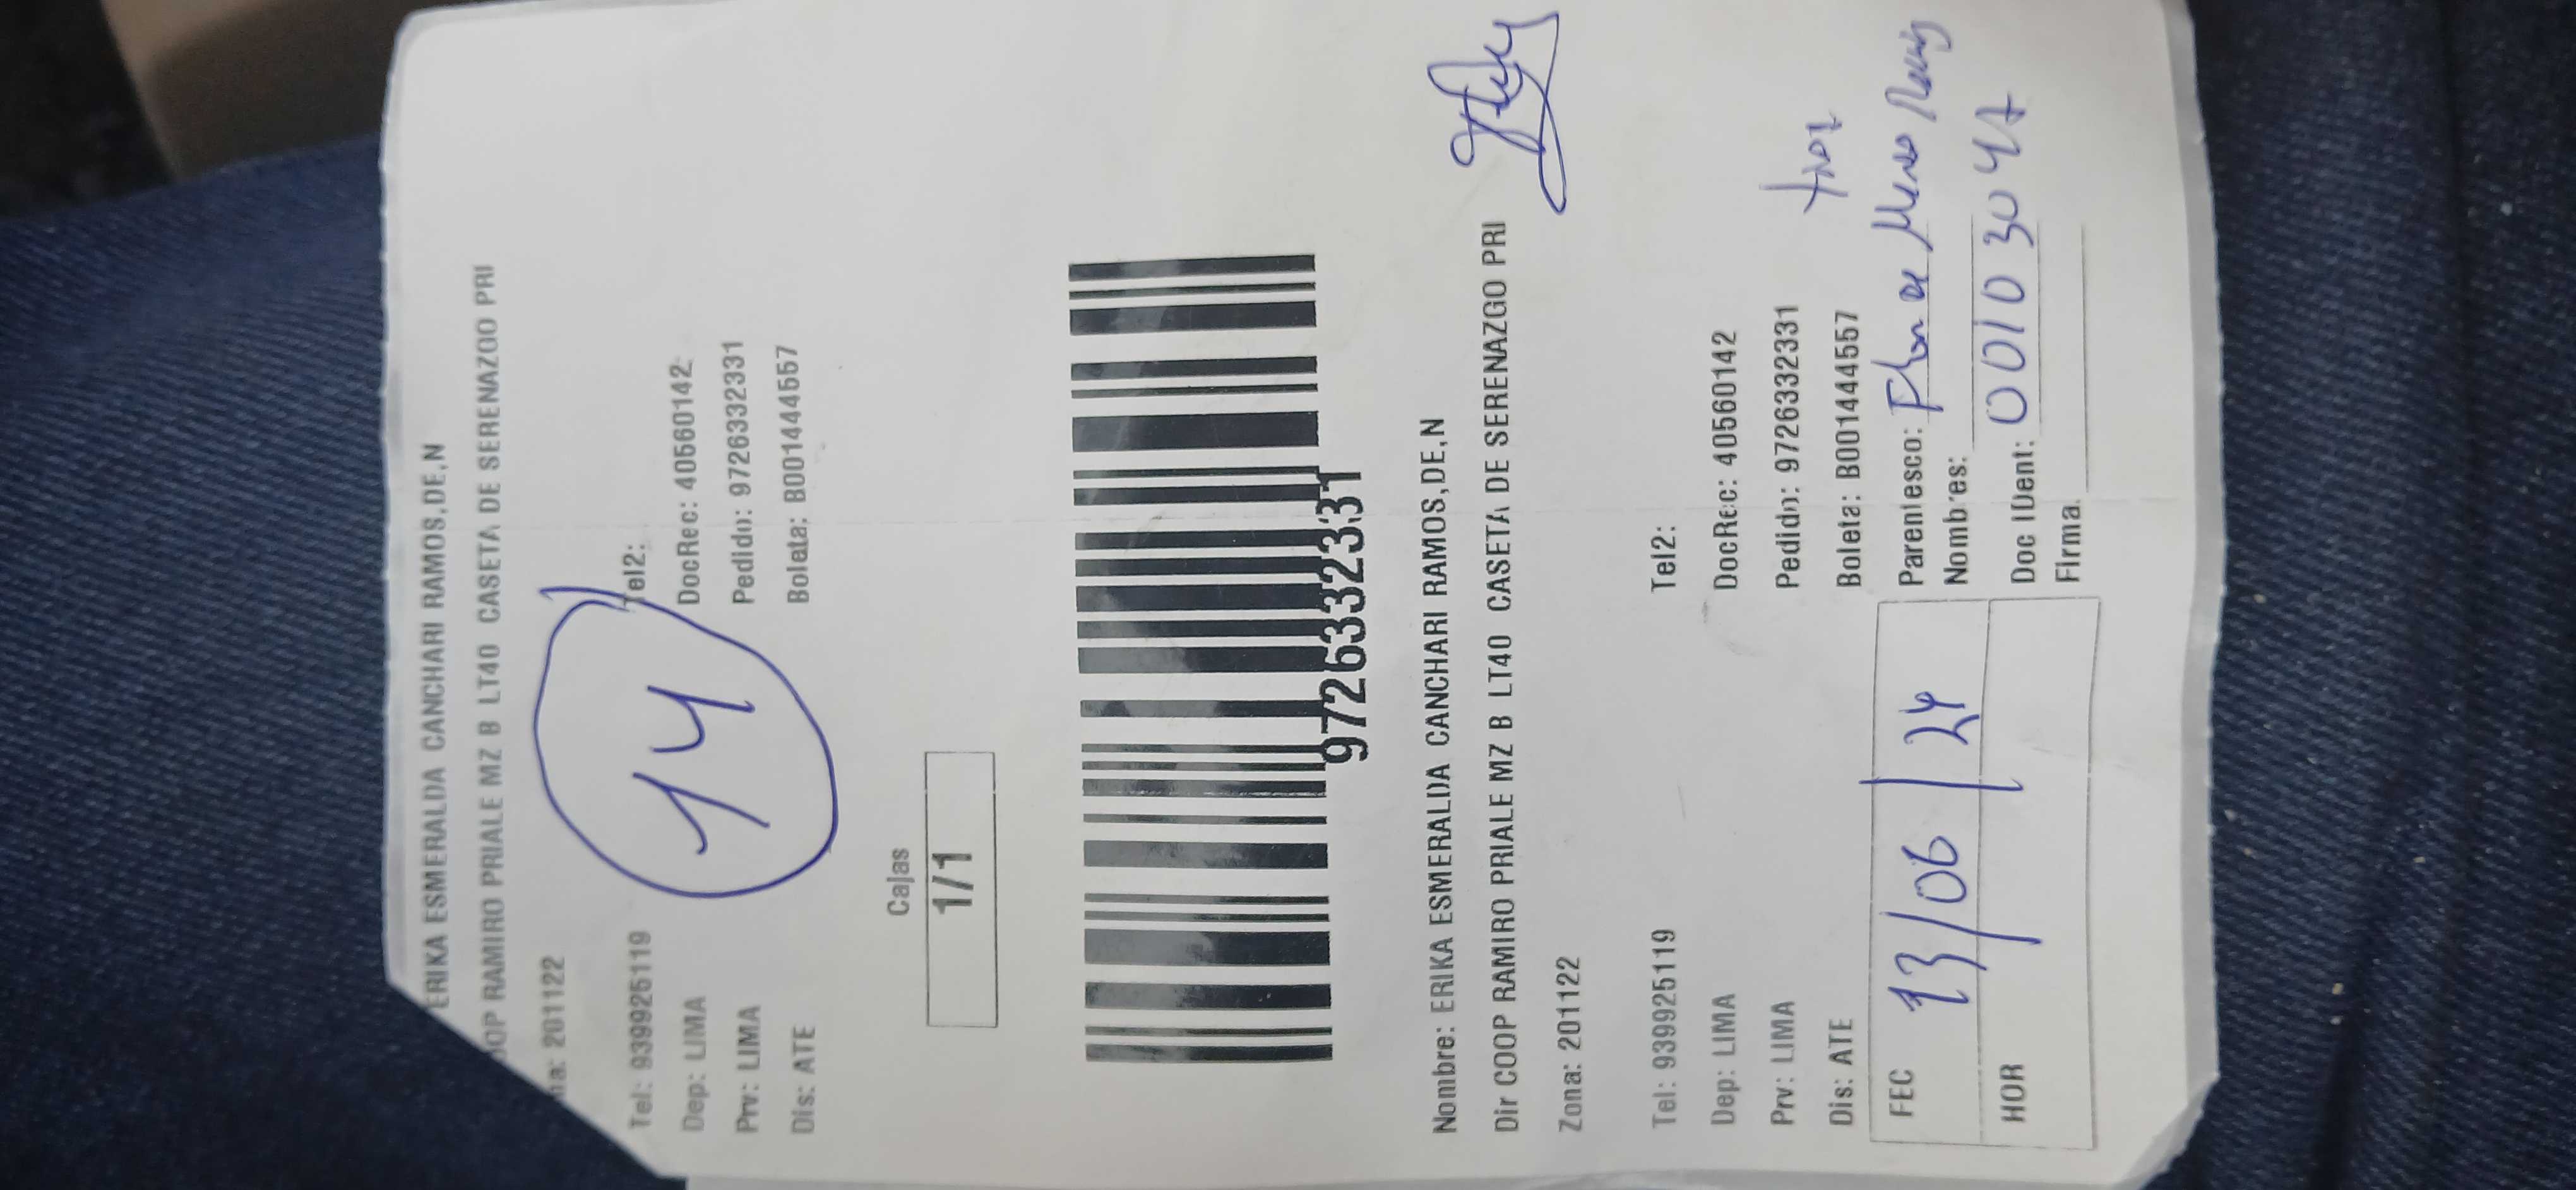 ERIKA ESMERALDA CANCHARI RAMOS,DE,N
OOP RAMIRO PRIALE MZ B LT40 CASETA DE SERENAZGO PRI
na: 201122
Tel: 939925119 Tel2:
Dep: LIMA DocRec: 40560142
Prv: LIMA Pedido: 9726332331
Dis: ATE Boleta: B001444557
14
Cajas
1/1
9726332331
Nombre: ERIKA ESMERALDA CANCHARI RAMOS,DE,N
Dir COOP RAMIRO PRIALE MZ B LT40 CASETA DE SERENAZGO PRI
Zona: 201122
Tel: 939925119 Tel2:
Dep: LIMA DocRec: 40560142
Prv: LIMA Pedido: 9726332331
Dis: ATE Boleta: B001444557
FEC 13/06/24 Parentesco:
Nombres:
HOR Doc IDent:
Firma: